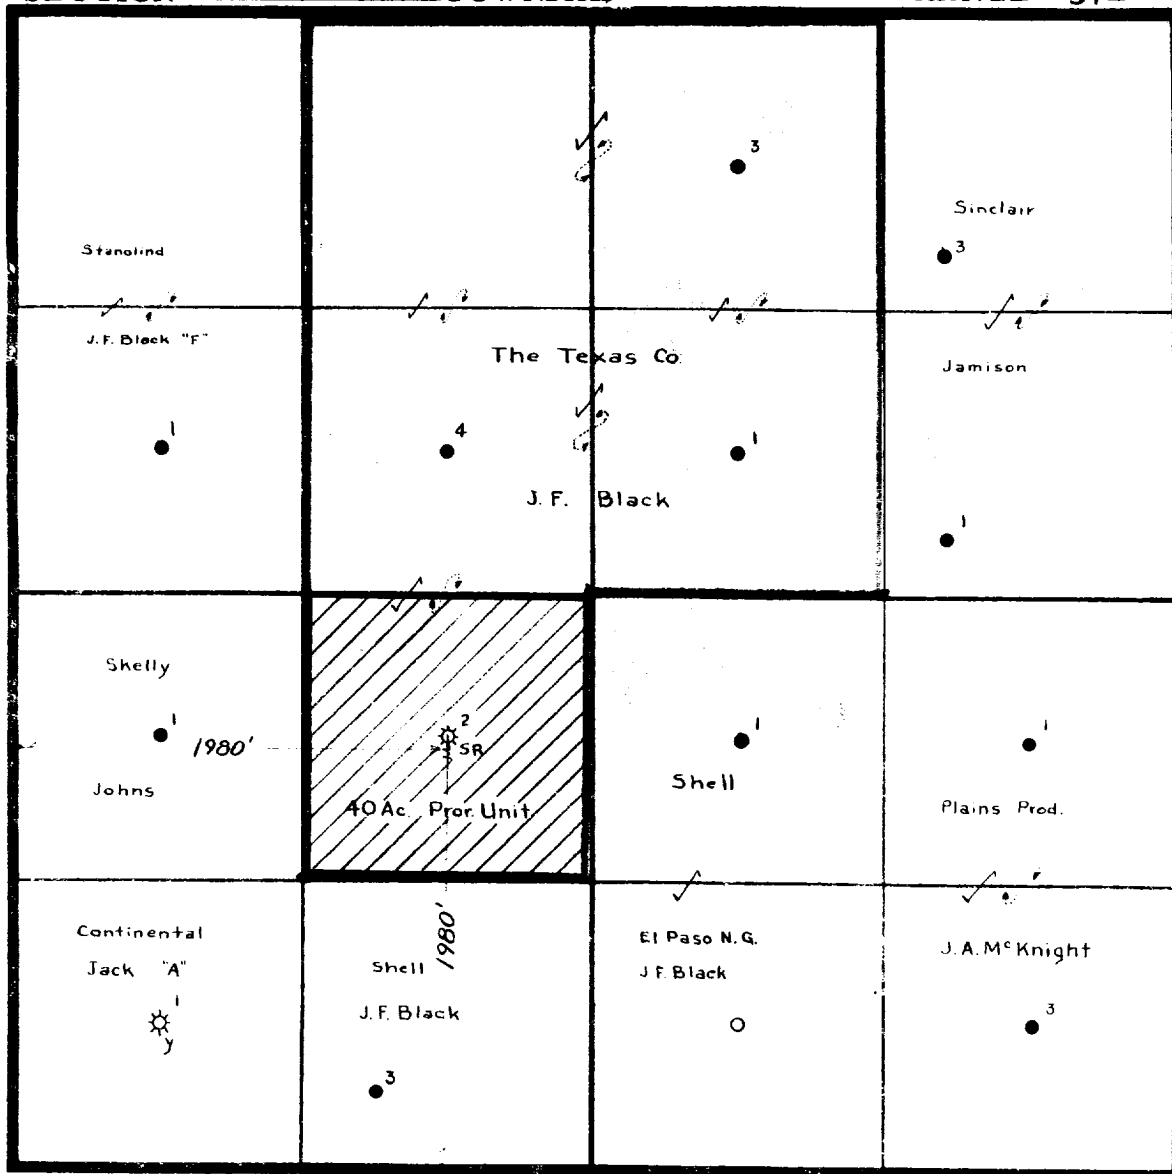 3
Sinclair
3
Stanolind
J.F. Black "F"
The Texas Co.
Jamison
1
4
1
J.F. Black
1
Shelly
1
1980'
Johns
2
SR
40 Ac. Pror. Unit
1
Shell
1
Plains Prod.
Continental
Jack "A"
1
y
1980'
Shell
J.F. Black
3
El Paso N.G.
J.F. Black
J.A. McKnight
3